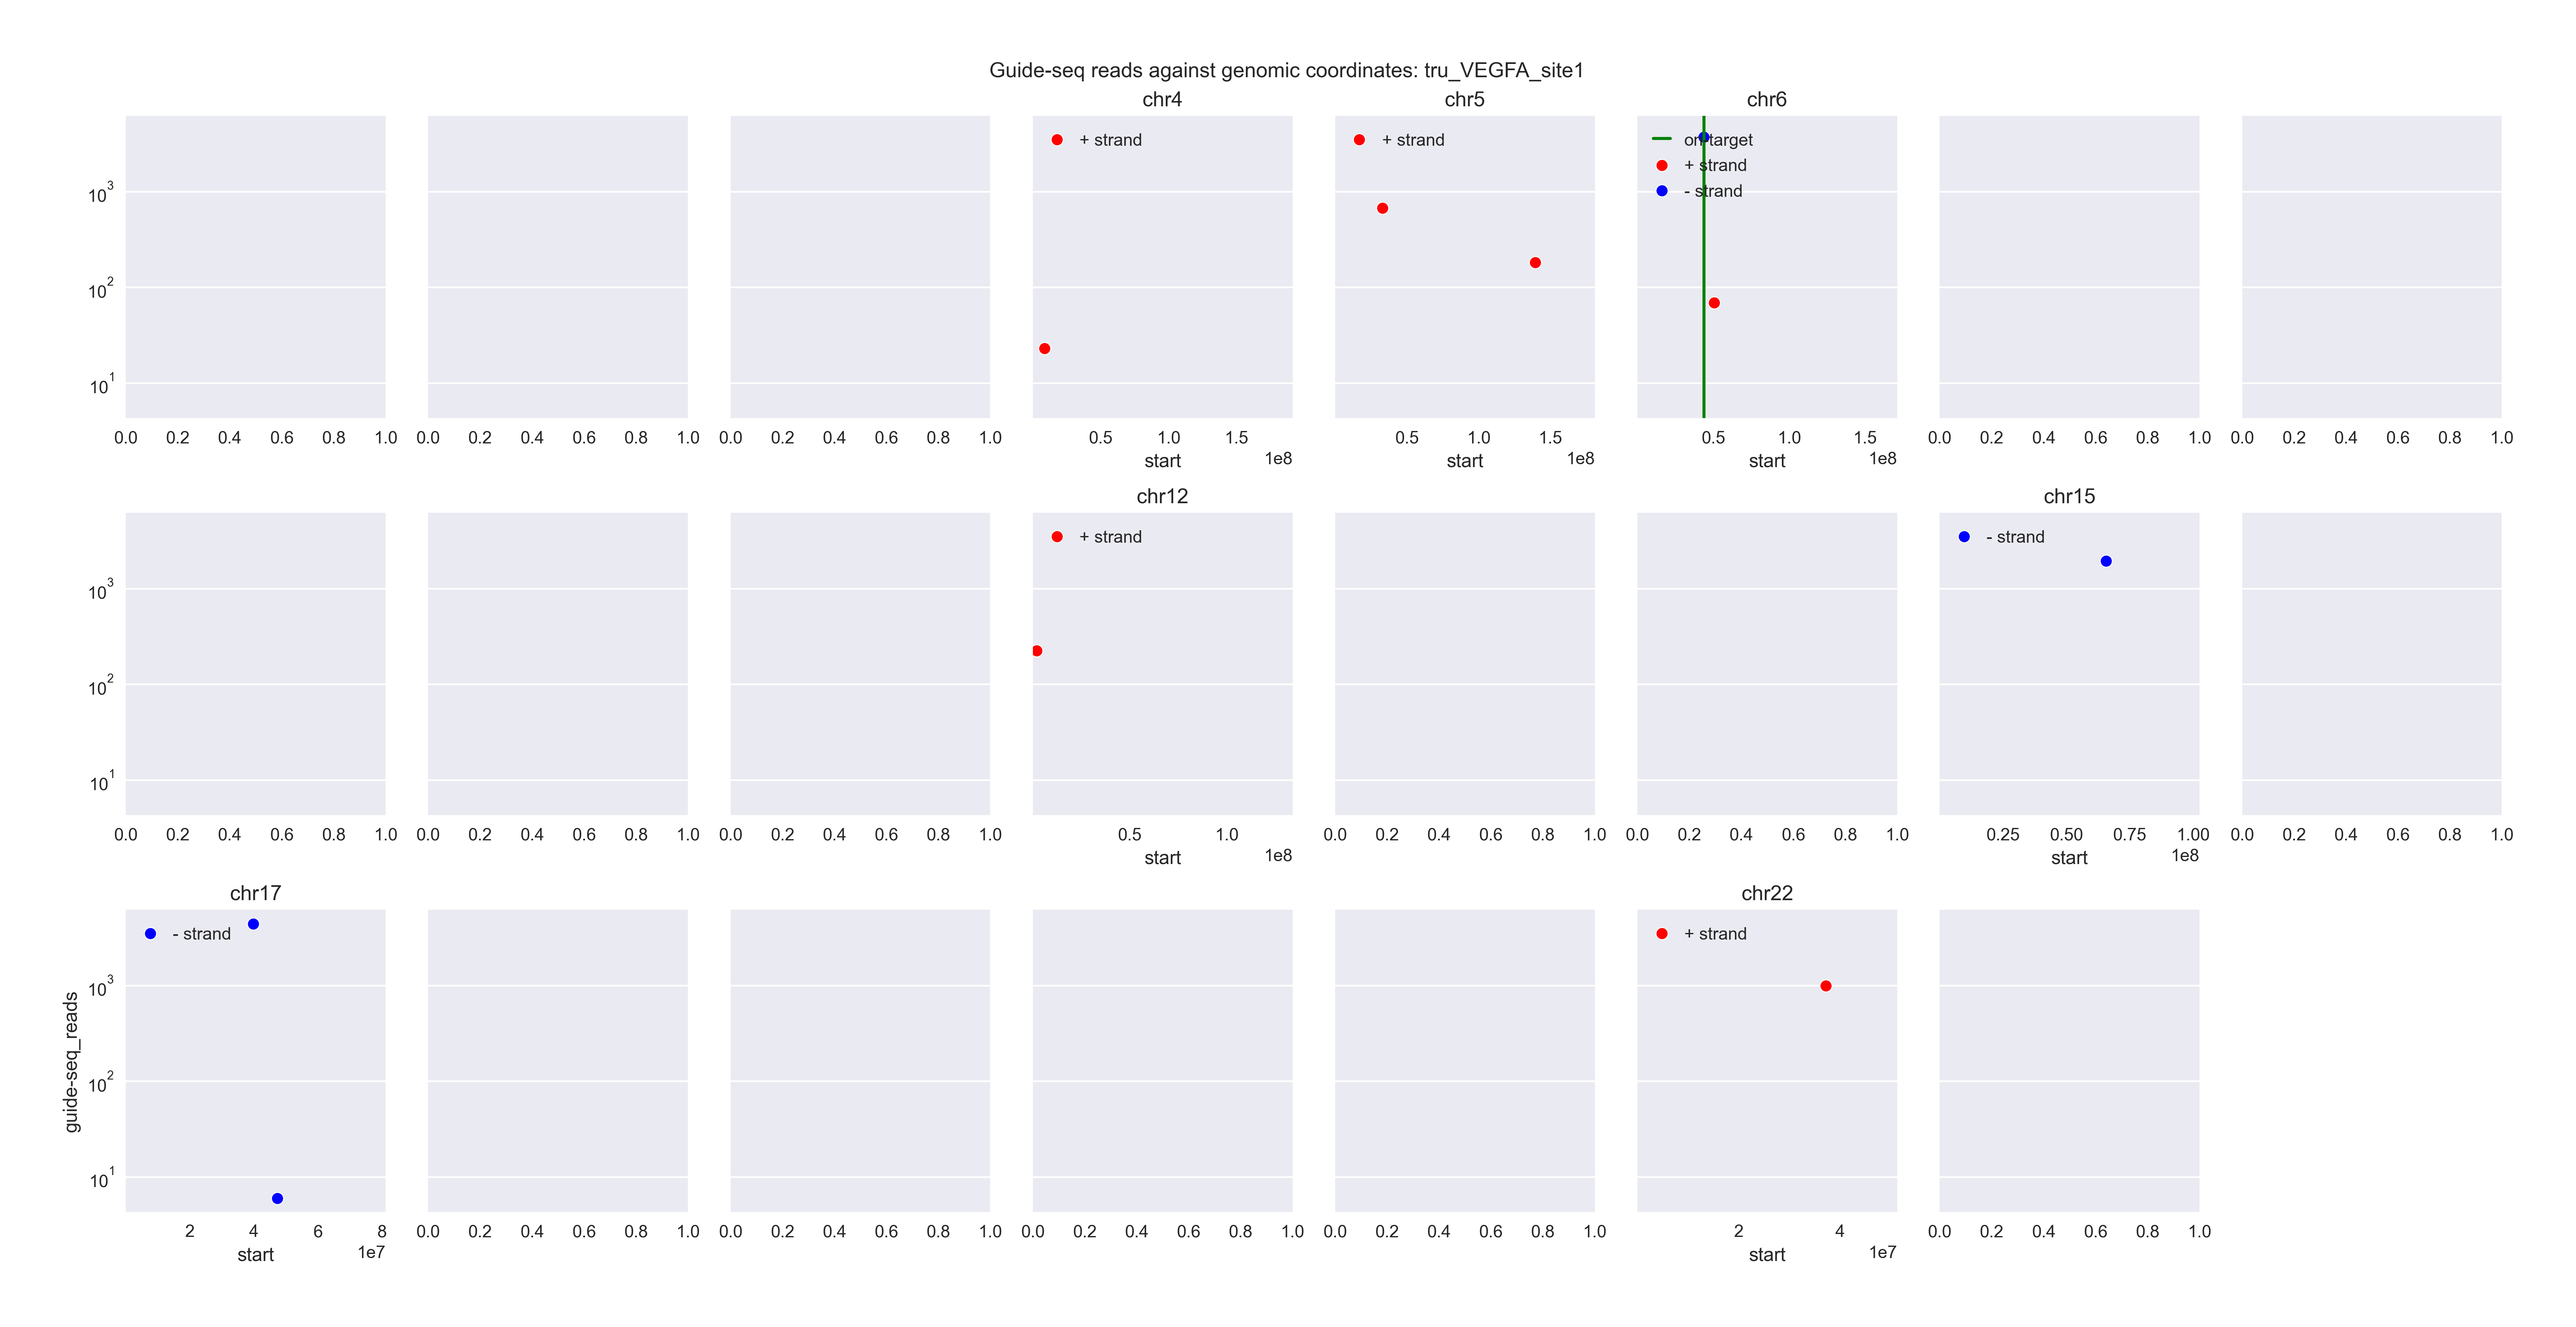 Guide-seq reads against genomic coordinates: tru_VEGFA_site1
chr4 chr5 chr6
+ strand + strand on target
+ strand
- strand
10^3
10^2
10^1
0.0 0.2 0.4 0.6 0.8 1.0 0.0 0.2 0.4 0.6 0.8 1.0 0.0 0.2 0.4 0.6 0.8 1.0 0.5 1.0 1.5 0.5 1.0 1.5 0.5 1.0 1.5 0.0 0.2 0.4 0.6 0.8 1.0 0.0 0.2 0.4 0.6 0.8 1.0
start 1e8 start 1e8 start 1e8
chr12 chr15
+ strand - strand
10^3
10^2
10^1
0.0 0.2 0.4 0.6 0.8 1.0 0.0 0.2 0.4 0.6 0.8 1.0 0.0 0.2 0.4 0.6 0.8 1.0 0.5 1.0 0.0 0.2 0.4 0.6 0.8 1.0 0.0 0.2 0.4 0.6 0.8 1.0 0.25 0.50 0.75 1.00 0.0 0.2 0.4 0.6 0.8 1.0
start 1e8 start 1e8
chr17 chr22
- strand + strand
10^3
10^2
10^1
guide-seq_reads
2 4 6 8 0.0 0.2 0.4 0.6 0.8 1.0 0.0 0.2 0.4 0.6 0.8 1.0 0.0 0.2 0.4 0.6 0.8 1.0 0.0 0.2 0.4 0.6 0.8 1.0 2 4 0.0 0.2 0.4 0.6 0.8 1.0
start 1e7 start 1e7